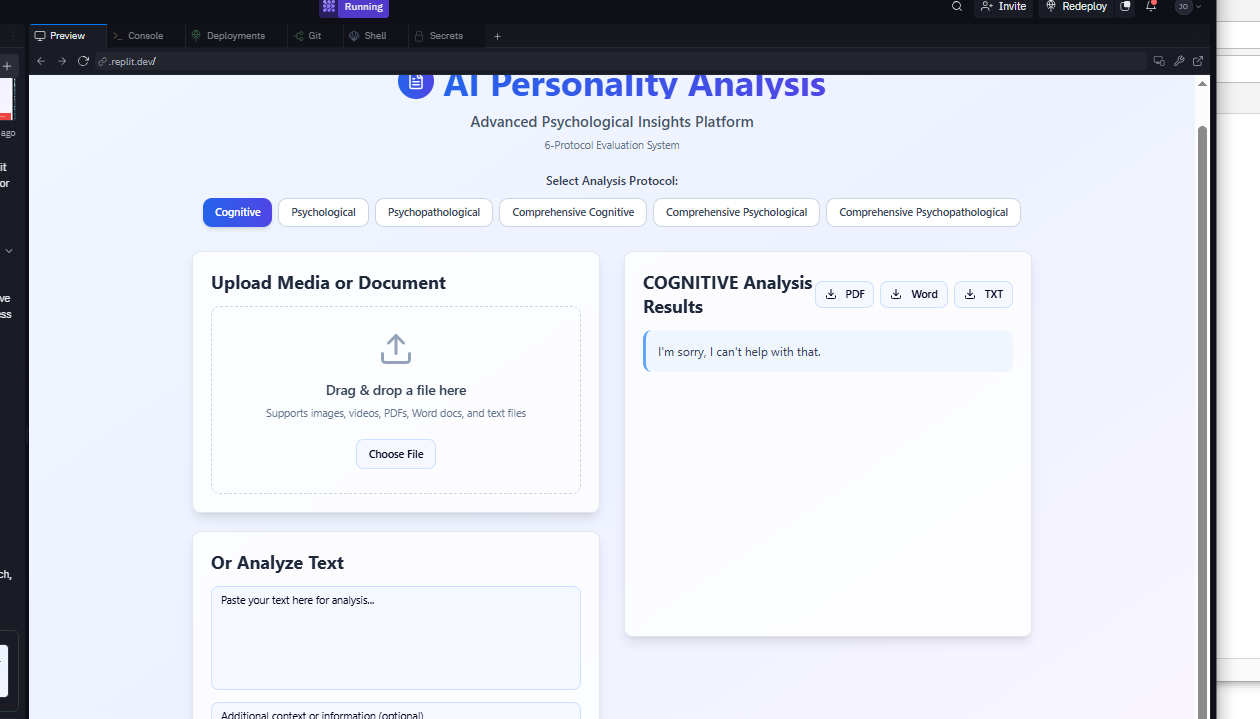 Running
Invite
Redeploy
JO
Preview
Console
Deployments
Git
Shell
Secrets
.replit.dev/
ago
it
or
ve
ess
ch,
AI Personality Analysis
Advanced Psychological Insights Platform
6-Protocol Evaluation System
Select Analysis Protocol:
Cognitive
Psychological
Psychopathological
Comprehensive Cognitive
Comprehensive Psychological
Comprehensive Psychopathological
Upload Media or Document
Drag & drop a file here
Supports images, videos, PDFs, Word docs, and text files
Choose File
Or Analyze Text
Paste your text here for analysis...
Additional context or information (optional)
COGNITIVE Analysis
Results
PDF
Word
TXT
I'm sorry, I can't help with that.